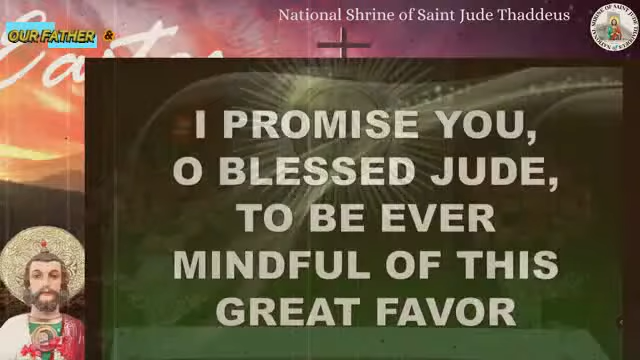 National Shrine of Saint Jude Thaddeus
OUR FATHER &
Easter
I PROMISE YOU,
O BLESSED JUDE,
TO BE EVER
MINDFUL OF THIS
GREAT FAVOR